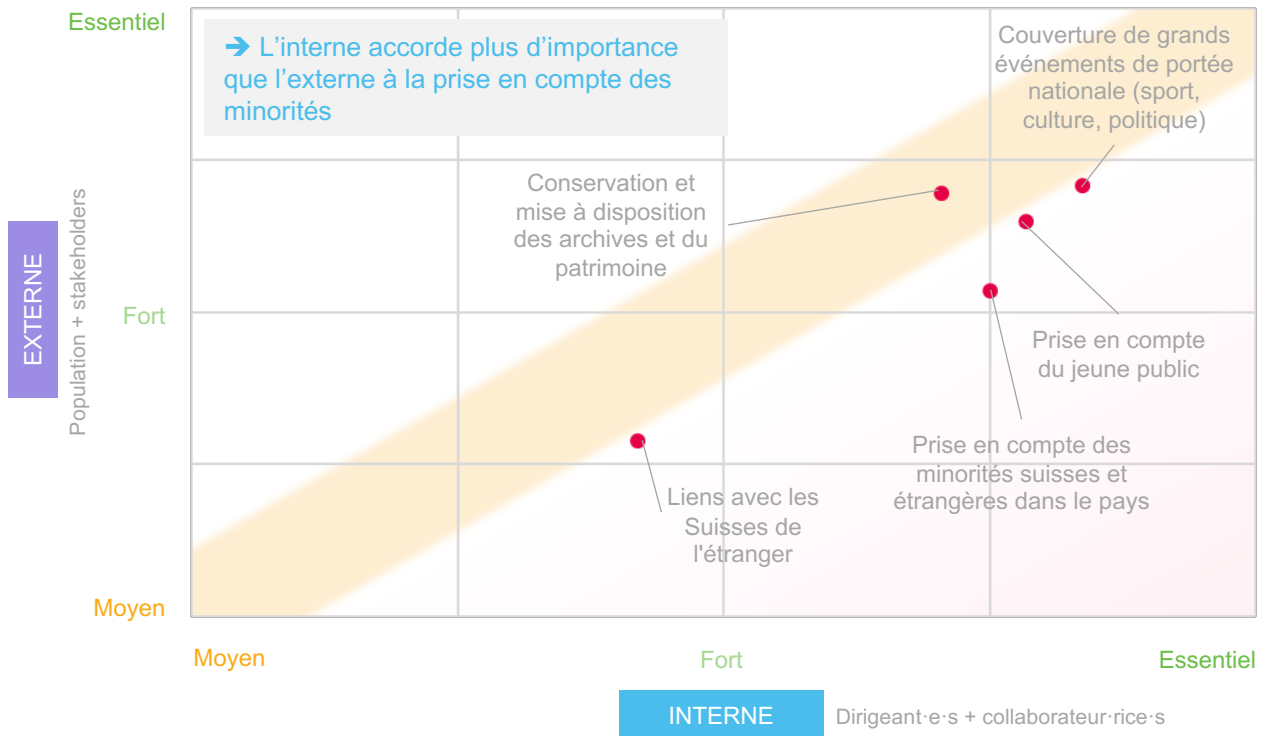 Essentiel
➔ L'interne accorde plus d'importance
que l'externe à la prise en compte des
minorités
Couverture de grands
événements de portée
nationale (sport,
culture, politique)
Conservation et
mise à disposition
des archives et du
patrimoine
EXTERNE
Population + stakeholders
Fort
Prise en compte
du jeune public
Prise en compte des
minorités suisses et
étrangères dans le pays
Liens avec les
Suisses de
l'étranger
Moyen
Moyen
Fort
Essentiel
INTERNE
Dirigeant·e·s + collaborateur·rice·s